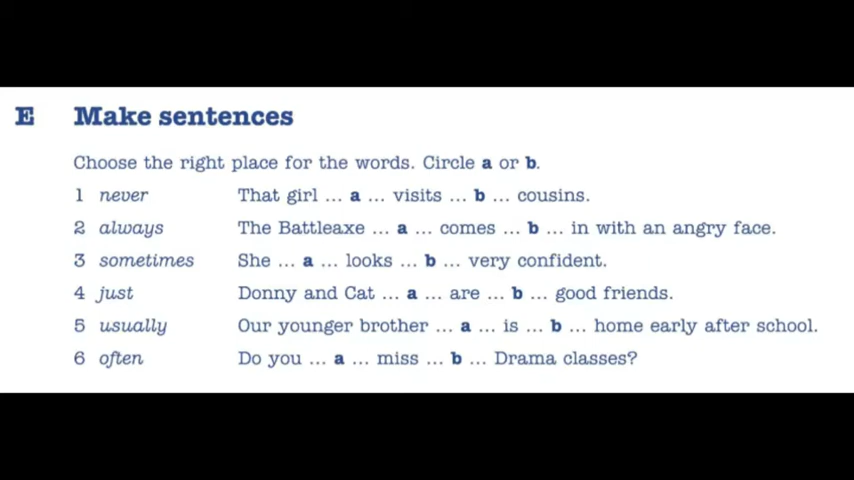 E Make sentences
Choose the right place for the words. Circle a or b.
1 never That girl ... a ... visits ... b ... cousins.
2 always The Battleaxe ... a ... comes ... b ... in with an angry face.
3 sometimes She ... a ... looks ... b ... very confident.
4 just Donny and Cat ... a ... are ... b ... good friends.
5 usually Our younger brother ... a ... is ... b ... home early after school.
6 often Do you ... a ... miss ... b ... Drama classes?